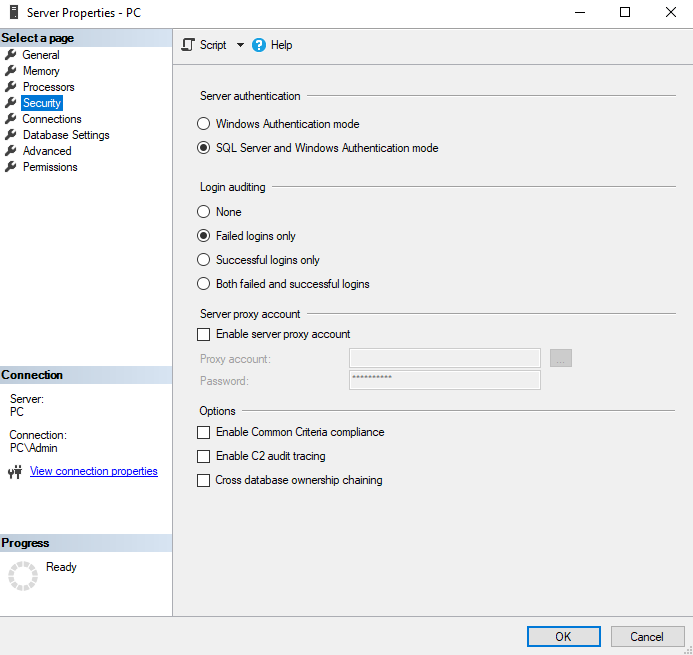 Server Properties - PC
Select a page
General
Memory
Processors
Security
Connections
Database Settings
Advanced
Permissions
Connection
Server:
PC
Connection:
PC\Admin
View connection properties
Progress
Ready
Script
? Help
Server authentication
Windows Authentication mode
SQL Server and Windows Authentication mode
Login auditing
None
Failed logins only
Successful logins only
Both failed and successful logins
Server proxy account
Enable server proxy account
Proxy account:
...
Password: **********
Options
Enable Common Criteria compliance
Enable C2 audit tracing
Cross database ownership chaining
OK Cancel